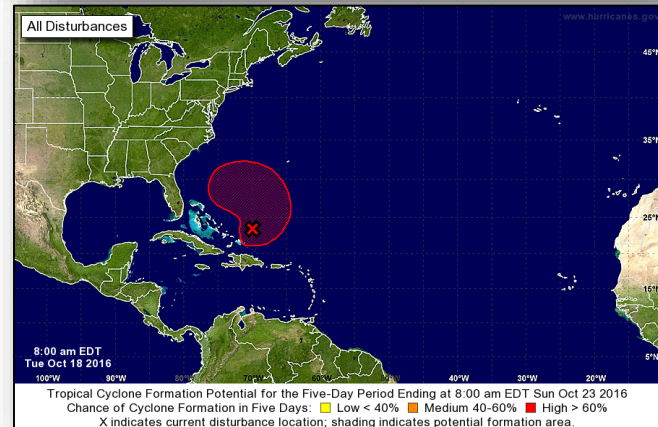 All Disturbances
www.hurricanes.gov
45°N
35°N
25°N
15°N
5°N
8:00 am EDT
Tue Oct 18 2016
100°W 90°W 80°W 70°W 60°W 50°W 40°W 30°W 20°W
Tropical Cyclone Formation Potential for the Five-Day Period Ending at 8:00 am EDT Sun Oct 23 2016
Chance of Cyclone Formation in Five Days: Low < 40% Medium 40-60% High > 60%
X indicates current disturbance location; shading indicates potential formation area.